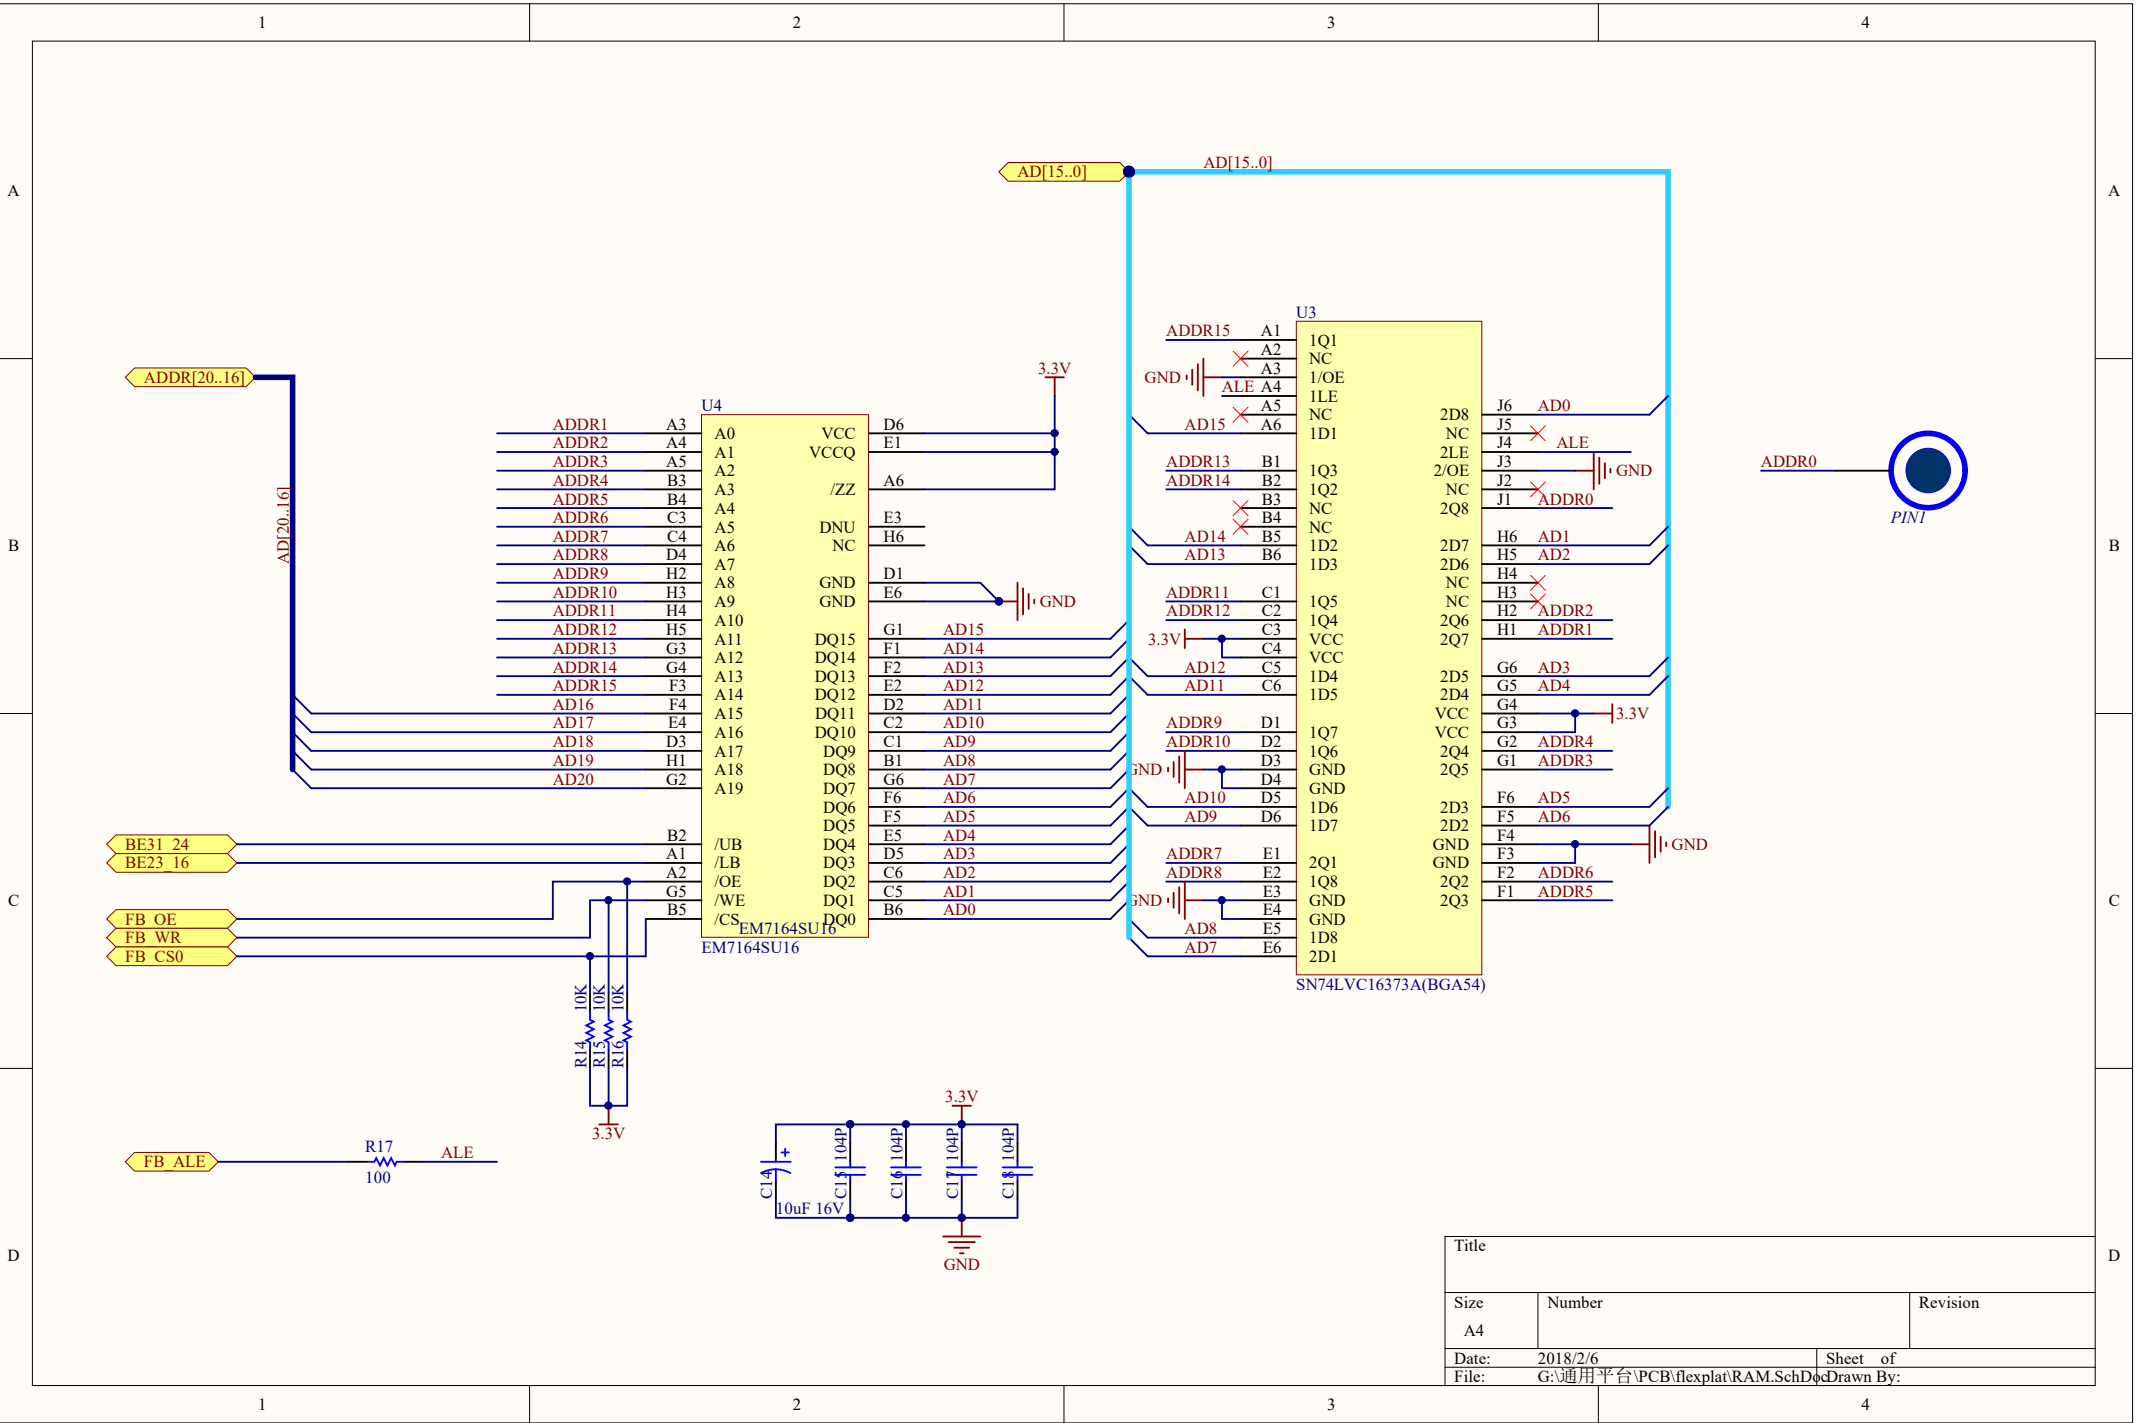 1
2
3
4
A
A
AD[15..0]
AD[15..0]
U3
ADDR15 A1 1Q1
A2 NC
GND A3 1/OE
ALE A4 1LE
A5 NC
AD15 A6 1D1
ADDR13 B1 1Q3
ADDR14 B2 1Q2
B3 NC
B4 NC
AD14 B5 1D2
AD13 B6 1D3
ADDR11 C1 1Q5
ADDR12 C2 1Q4
3.3V C3 VCC
C4 VCC
AD12 C5 1D4
AD11 C6 1D5
ADDR9 D1 1Q7
ADDR10 D2 1Q6
GND D3 GND
D4 GND
AD10 D5 1D6
AD9 D6 1D7
ADDR7 E1 2Q1
ADDR8 E2 1Q8
GND E3 GND
E4 GND
AD8 E5 1D8
AD7 E6 2D1
2D8 J6 AD0
NC J5
2LE J4 ALE
2/OE J3 GND
NC J2
2Q8 J1 ADDR0
2D7 H6 AD1
2D6 H5 AD2
NC H4
NC H3
2Q6 H2 ADDR2
2Q7 H1 ADDR1
2D5 G6 AD3
2D4 G5 AD4
VCC G4 3.3V
VCC G3
2Q4 G2 ADDR4
2Q5 G1 ADDR3
2D3 F6 AD5
2D2 F5 AD6
GND F4 GND
GND F3
2Q2 F2 ADDR6
2Q3 F1 ADDR5
SN74LVC16373A(BGA54)
ADDR0
PIN1
B
B
ADDR[20..16]
AD[20..16]
3.3V
U4
ADDR1 A3 A0
ADDR2 A4 A1
ADDR3 A5 A2
ADDR4 B3 A3
ADDR5 B4 A4
ADDR6 C3 A5
ADDR7 C4 A6
ADDR8 D4 A7
ADDR9 H2 A8
ADDR10 H3 A9
ADDR11 H4 A10
ADDR12 H5 A11
ADDR13 G3 A12
ADDR14 G4 A13
ADDR15 F3 A14
AD16 F4 A15
AD17 E4 A16
AD18 D3 A17
AD19 H1 A18
AD20 G2 A19
BE31_24 B2 /UB
BE23_16 A1 /LB
A2 /OE
G5 /WE
B5 /CS
FB_OE
FB_WR
FB_CS0
VCC D6
VCCQ E1
/ZZ A6
DNU E3
NC H6
GND D1
GND E6 GND
DQ15 G1 AD15
DQ14 F1 AD14
DQ13 F2 AD13
DQ12 E2 AD12
DQ11 D2 AD11
DQ10 C2 AD10
DQ9 C1 AD9
DQ8 B1 AD8
DQ7 G6 AD7
DQ6 F6 AD6
DQ5 F5 AD5
DQ4 E5 AD4
DQ3 D5 AD3
DQ2 C6 AD2
DQ1 C5 AD1
DQ0 B6 AD0
EM7164SU16
EM7164SU16
C
C
R14 10K
R15 10K
R16 10K
3.3V
FB_ALE
R17
100
ALE
3.3V
C14
10uF 16V
C15 104P
C16 104P
C17 104P
C18 104P
GND
D
D
Title
Size
A4
Number
Revision
Date: 2018/2/6
Sheet of
File: G:\通用平台\PCB\flexplat\RAM.SchDoc
Drawn By:
1
2
3
4